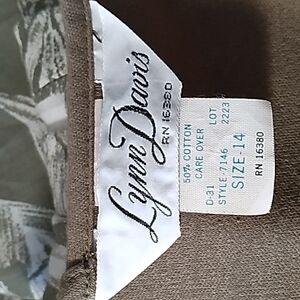 Lynn Davis
RN 16380
50% COTTON
CARE OVER
D-31 LOT
STYLE: 7146 2223
SIZE: 14
RN 16380